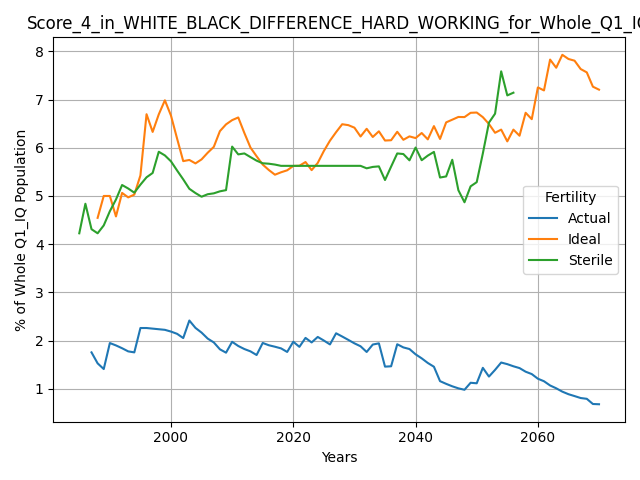 Score_4_in_WHITE_BLACK_DIFFERENCE_HARD_WORKING_for_Whole_Q1_IQ
8
7
6
5
4
3
2
1
% of Whole Q1_IQ Population
Fertility
Actual
Ideal
Sterile
2000 2020 2040 2060
Years